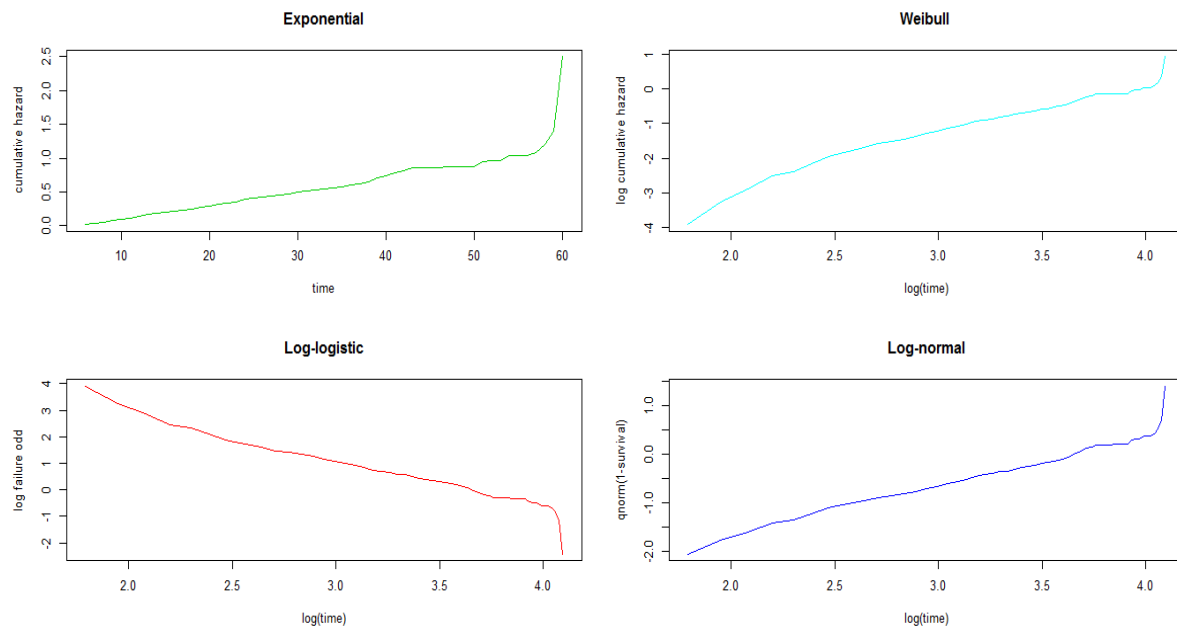 Exponential
cumulative hazard
0.0 0.5 1.0 1.5 2.0 2.5
10 20 30 40 50 60
time
Weibull
log cumulative hazard
-4 -3 -2 -1 0 1
2.0 2.5 3.0 3.5 4.0
log(time)
Log-logistic
log failure odd
-2 -1 0 1 2 3 4
2.0 2.5 3.0 3.5 4.0
log(time)
Log-normal
qnorm(1-survival)
-2.0 -1.0 0.0 1.0
2.0 2.5 3.0 3.5 4.0
log(time)